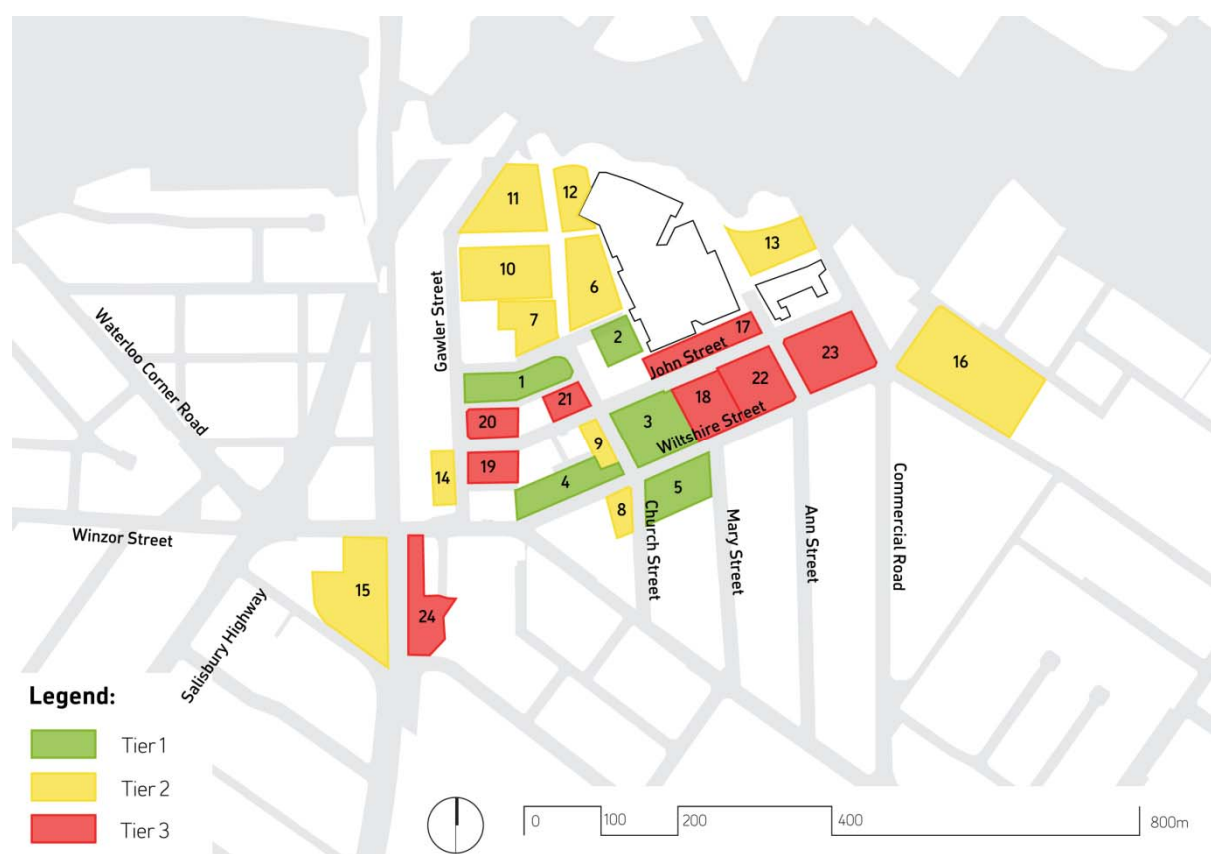 11
12
13
10
6
Gawler Street
7
2
17
John Street
Waterloo Corner Road
1
23
16
21
22
20
18
3
Wiltshire Street
9
19
14
4
5
8
Winzor Street
Church Street
Mary Street
Ann Street
Commercial Road
15
24
Salisbury Highway
Legend:
Tier 1
Tier 2
Tier 3
0 100 200 400 800m